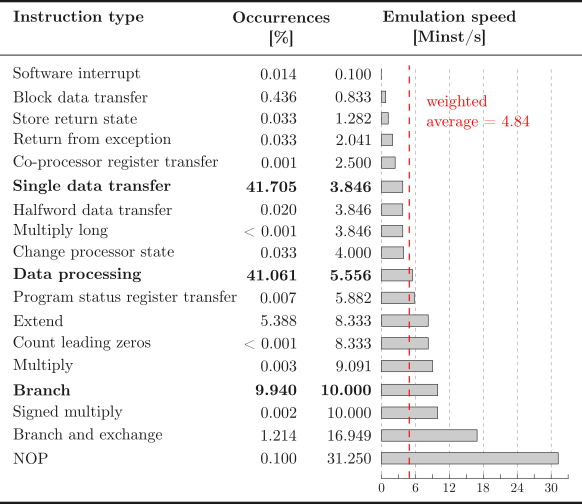 Instruction type Occurrences Emulation speed
[%] [Minst/s]
Software interrupt 0.014 0.100
Block data transfer 0.436 0.833
weighted
Store return state 0.033 1.282
average = 4.84
Return from exception 0.033 2.041
Co-processor register transfer 0.001 2.500
Single data transfer 41.705 3.846
Halfword data transfer 0.020 3.846
Multiply long < 0.001 3.846
Change processor state 0.033 4.000
Data processing 41.061 5.556
Program status register transfer 0.007 5.882
Extend 5.388 8.333
Count leading zeros < 0.001 8.333
Multiply 0.003 9.091
Branch 9.940 10.000
Signed multiply 0.002 10.000
Branch and exchange 1.214 16.949
NOP 0.100 31.250
0 6 12 18 24 30